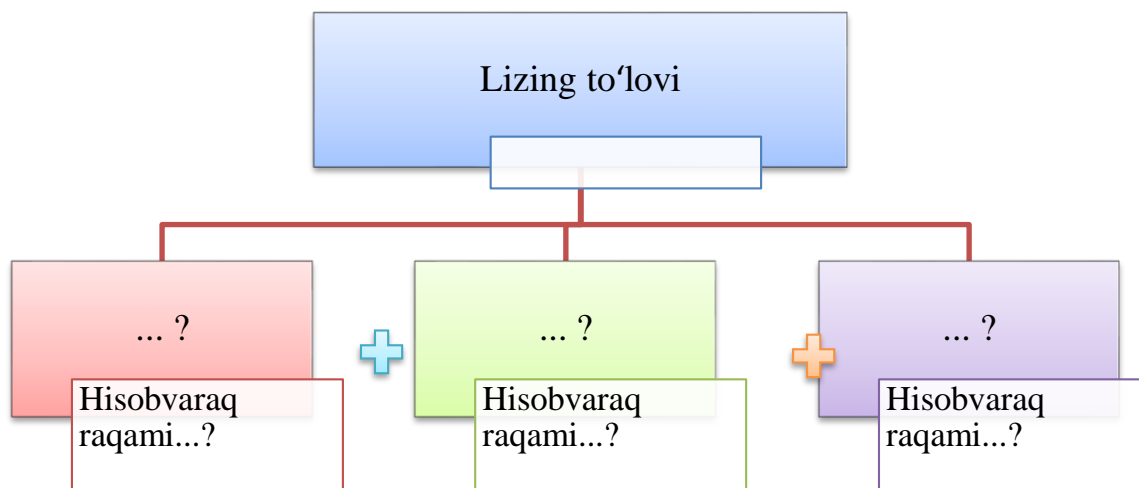 Lizing to‘lovi
... ?
Hisobvaraq
raqami...?
... ?
Hisobvaraq
raqami...?
... ?
Hisobvaraq
raqami...?